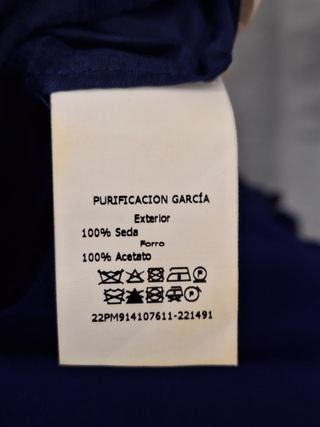 PURIFICACION GARCÍA
Exterior
100% Seda
Forro
100% Acetato
22PM914107611-221491